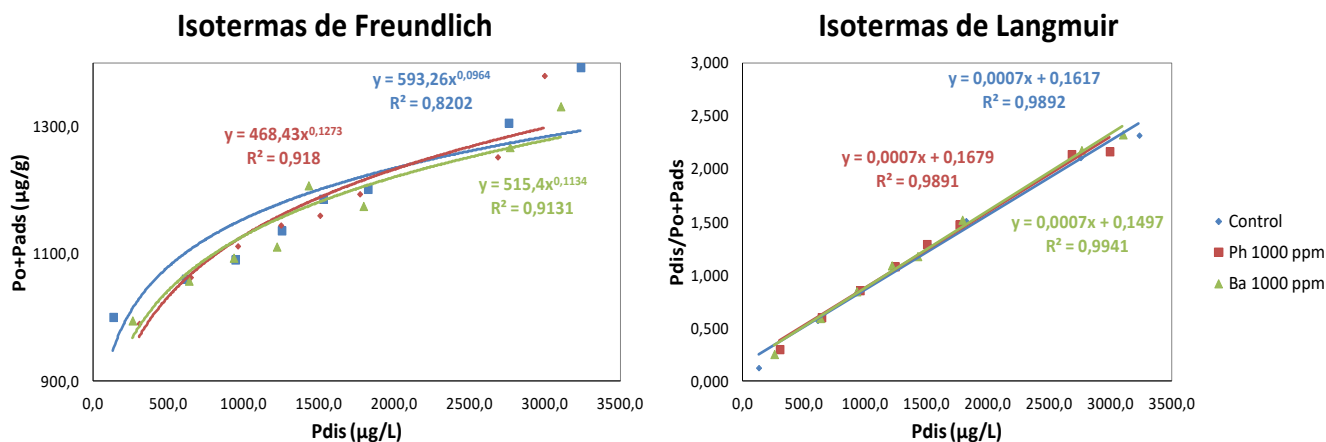 Isotermas de Freundlich
Po+Pads (µg/g)
1300,0
1100,0
900,0
y = 593,26x^0,0964
R² = 0,8202
y = 468,43x^0,1273
R² = 0,918
y = 515,4x^0,1134
R² = 0,9131
0,0 500,0 1000,0 1500,0 2000,0 2500,0 3000,0 3500,0
Pdis (µg/L)
Isotermas de Langmuir
Pdis/Po+Pads
3,000
2,500
2,000
1,500
1,000
0,500
0,000
y = 0,0007x + 0,1617
R² = 0,9892
y = 0,0007x + 0,1679
R² = 0,9891
y = 0,0007x + 0,1497
R² = 0,9941
0,0 500,0 1000,0 1500,0 2000,0 2500,0 3000,0 3500,0
Pdis (µg/L)
Control
Ph 1000 ppm
Ba 1000 ppm